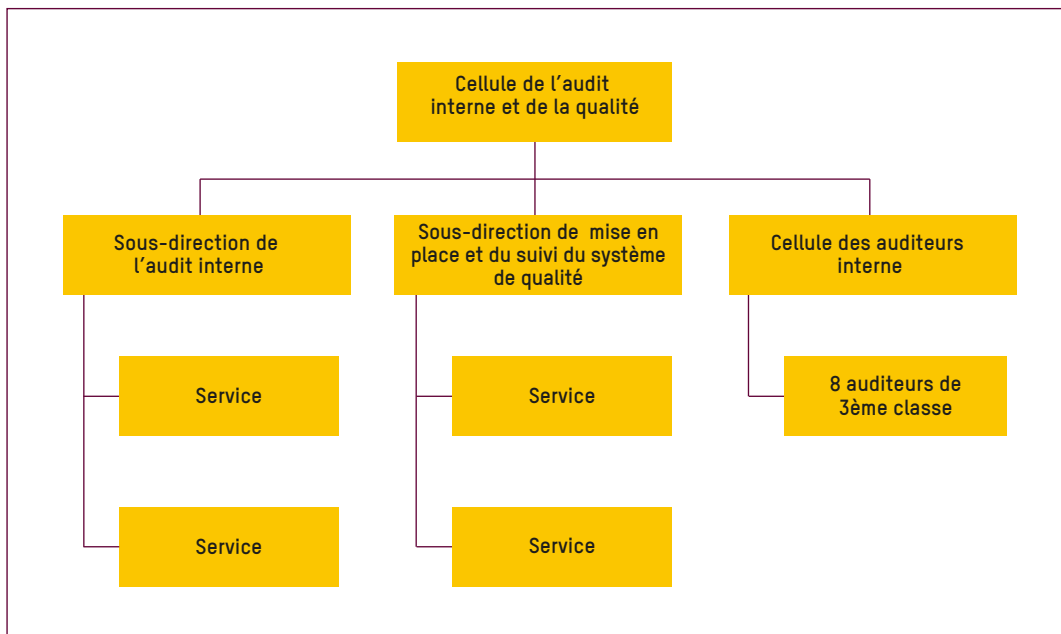 Cellule de l'audit
interne et de la qualité
Sous-direction de
l'audit interne
Sous-direction de mise en
place et du suivi du système
de qualité
Cellule des auditeurs
interne
Service
Service
8 auditeurs de
3ème classe
Service
Service